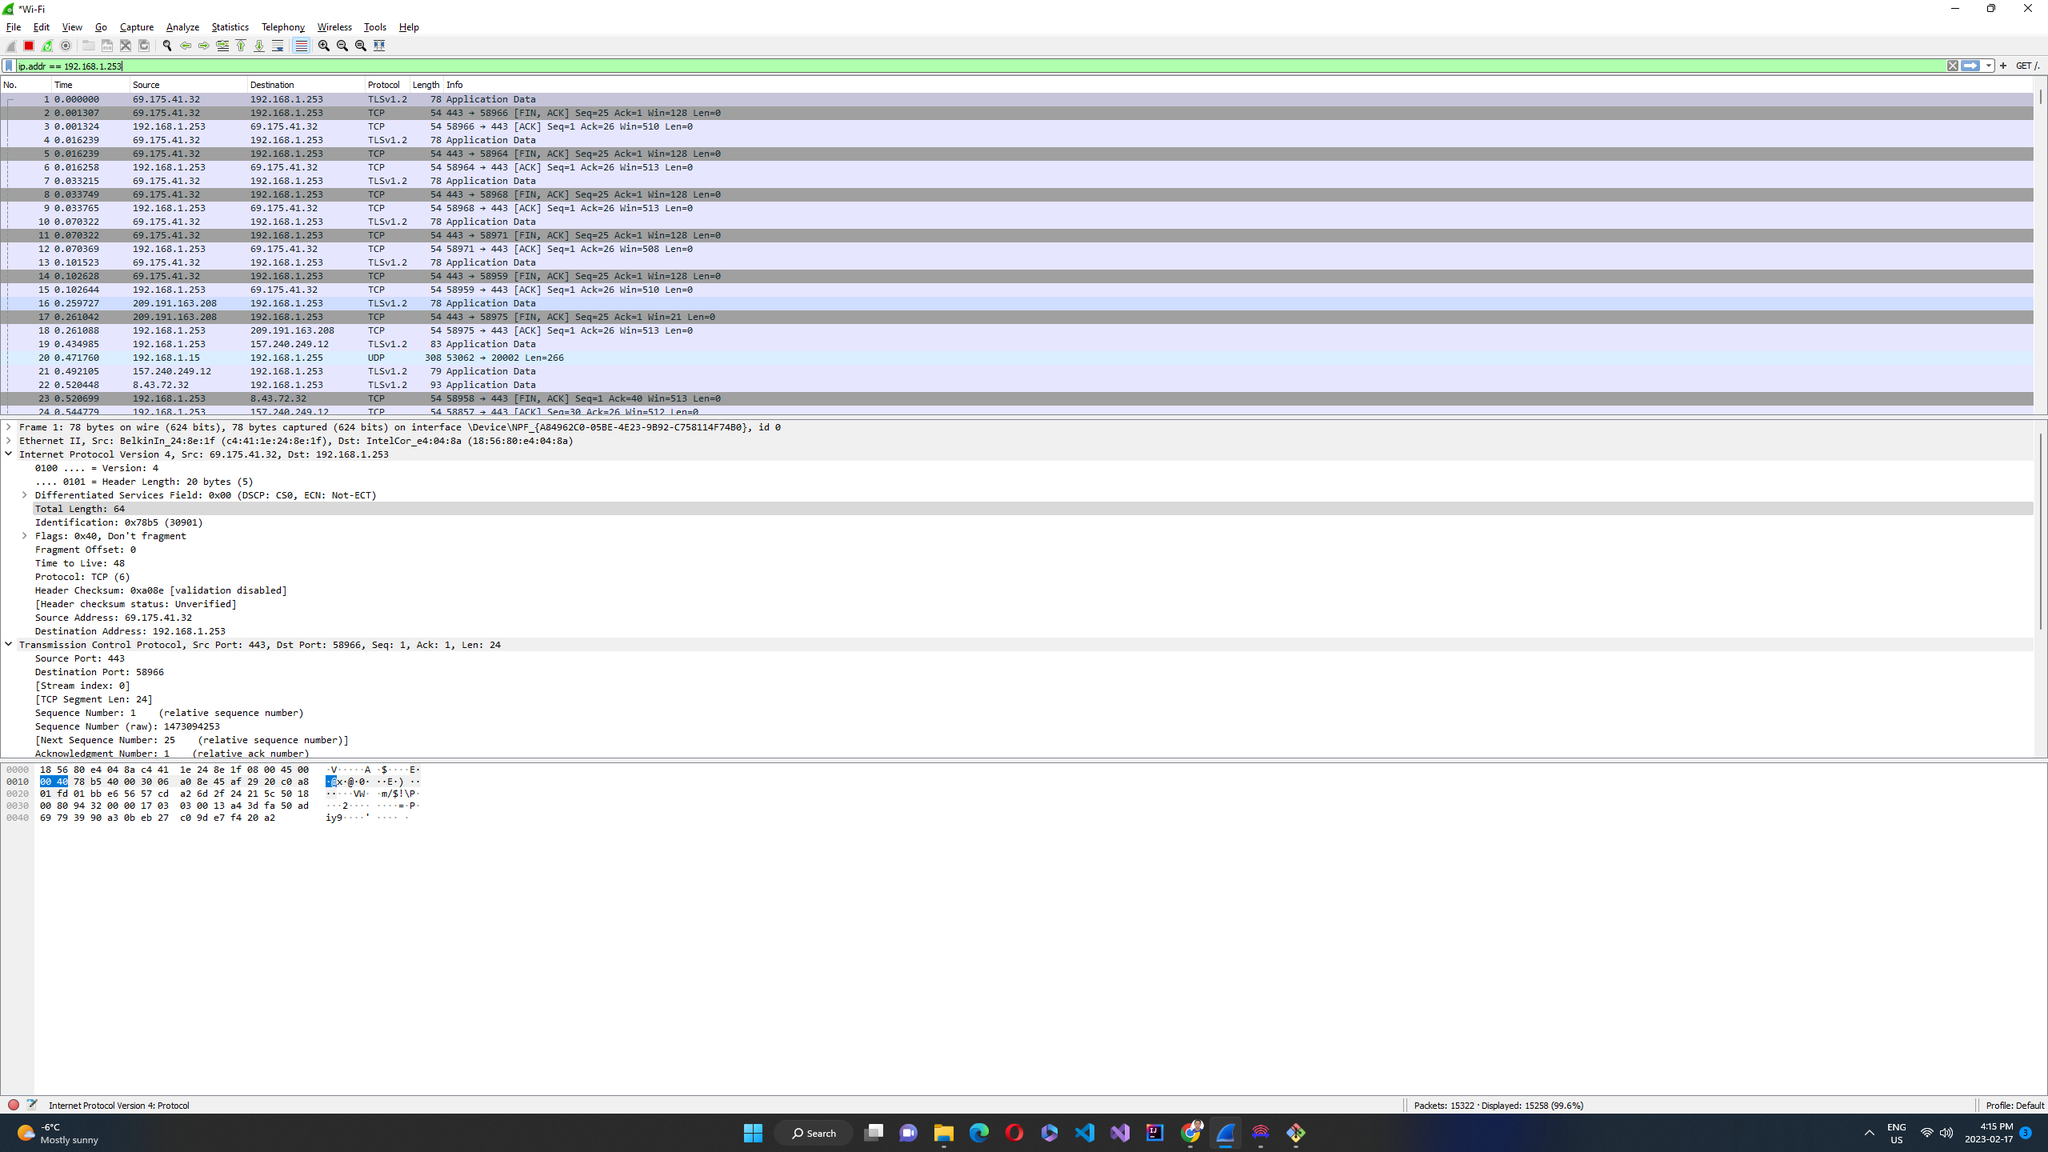 *Wi-Fi
File Edit View Go Capture Analyze Statistics Telephony Wireless Tools Help
ip.addr == 192.168.1.253
GET /.
No. Time Source Destination Protocol Length Info
1 0.000000 69.175.41.32 192.168.1.253 TLSv1.2 78 Application Data
2 0.001307 69.175.41.32 192.168.1.253 TCP 54 443 → 58966 [FIN, ACK] Seq=25 Ack=1 Win=128 Len=0
3 0.001324 192.168.1.253 69.175.41.32 TCP 54 58966 → 443 [ACK] Seq=1 Ack=26 Win=510 Len=0
4 0.016239 69.175.41.32 192.168.1.253 TLSv1.2 78 Application Data
5 0.016239 69.175.41.32 192.168.1.253 TCP 54 443 → 58964 [FIN, ACK] Seq=25 Ack=1 Win=128 Len=0
6 0.016258 192.168.1.253 69.175.41.32 TCP 54 58964 → 443 [ACK] Seq=1 Ack=26 Win=513 Len=0
7 0.033215 69.175.41.32 192.168.1.253 TLSv1.2 78 Application Data
8 0.033749 69.175.41.32 192.168.1.253 TCP 54 443 → 58968 [FIN, ACK] Seq=25 Ack=1 Win=128 Len=0
9 0.033765 192.168.1.253 69.175.41.32 TCP 54 58968 → 443 [ACK] Seq=1 Ack=26 Win=513 Len=0
10 0.070322 69.175.41.32 192.168.1.253 TLSv1.2 78 Application Data
11 0.070322 69.175.41.32 192.168.1.253 TCP 54 443 → 58971 [FIN, ACK] Seq=25 Ack=1 Win=128 Len=0
12 0.070369 192.168.1.253 69.175.41.32 TCP 54 58971 → 443 [ACK] Seq=1 Ack=26 Win=508 Len=0
13 0.101523 69.175.41.32 192.168.1.253 TLSv1.2 78 Application Data
14 0.102628 69.175.41.32 192.168.1.253 TCP 54 443 → 58959 [FIN, ACK] Seq=25 Ack=1 Win=128 Len=0
15 0.102644 192.168.1.253 69.175.41.32 TCP 54 58959 → 443 [ACK] Seq=1 Ack=26 Win=510 Len=0
16 0.259727 209.191.163.208 192.168.1.253 TLSv1.2 78 Application Data
17 0.261042 209.191.163.208 192.168.1.253 TCP 54 443 → 58975 [FIN, ACK] Seq=25 Ack=1 Win=21 Len=0
18 0.261088 192.168.1.253 209.191.163.208 TCP 54 58975 → 443 [ACK] Seq=1 Ack=26 Win=513 Len=0
19 0.434985 192.168.1.253 157.240.249.12 TLSv1.2 83 Application Data
20 0.471760 192.168.1.15 192.168.1.255 UDP 308 53062 → 20002 Len=266
21 0.492105 157.240.249.12 192.168.1.253 TLSv1.2 79 Application Data
22 0.520448 8.43.72.32 192.168.1.253 TLSv1.2 93 Application Data
23 0.520699 192.168.1.253 8.43.72.32 TCP 54 58958 → 443 [FIN, ACK] Seq=1 Ack=40 Win=513 Len=0
24 0.544779 192.168.1.253 157.240.249.12 TCP 54 58857 → 443 [ACK] Seq=30 Ack=26 Win=512 Len=0
Frame 1: 78 bytes on wire (624 bits), 78 bytes captured (624 bits) on interface \Device\NPF_{A84962C0-05BE-4E23-9B92-C758114F74B0}, id 0
Ethernet II, Src: BelkinIn_24:8e:1f (c4:41:1e:24:8e:1f), Dst: IntelCor_e4:04:8a (18:56:80:e4:04:8a)
Internet Protocol Version 4, Src: 69.175.41.32, Dst: 192.168.1.253
0100 .... = Version: 4
.... 0101 = Header Length: 20 bytes (5)
Differentiated Services Field: 0x00 (DSCP: CS0, ECN: Not-ECT)
Total Length: 64
Identification: 0x78b5 (30901)
Flags: 0x40, Don't fragment
Fragment Offset: 0
Time to Live: 48
Protocol: TCP (6)
Header Checksum: 0xa08e [validation disabled]
[Header checksum status: Unverified]
Source Address: 69.175.41.32
Destination Address: 192.168.1.253
Transmission Control Protocol, Src Port: 443, Dst Port: 58966, Seq: 1, Ack: 1, Len: 24
Source Port: 443
Destination Port: 58966
[Stream index: 0]
[TCP Segment Len: 24]
Sequence Number: 1 (relative sequence number)
Sequence Number (raw): 1473094253
[Next Sequence Number: 25 (relative sequence number)]
Acknowledgment Number: 1 (relative ack number)
0000 18 56 80 e4 04 8a c4 41 1e 24 8e 1f 08 00 45 00 ·V·····A ·$····E·
0010 00 40 78 b5 40 00 30 06 a0 8e 45 af 29 20 c0 a8 ·@x·@·0· ··E·) ··
0020 01 fd 01 bb e6 56 57 cd a2 6d 2f 24 21 5c 50 18 ·····VW· ·m/$!\P·
0030 00 80 94 32 00 00 17 03 03 00 13 a4 3d fa 50 ad ···2···· ····=·P·
0040 69 79 39 90 a3 0b eb 27 c0 9d e7 f4 20 a2 iy9····' ···· ·
Internet Protocol Version 4: Protocol
Packets: 15322 · Displayed: 15258 (99.6%)
Profile: Default
-6°C
Mostly sunny
Search
ENG
US
4:15 PM
2023-02-17
3